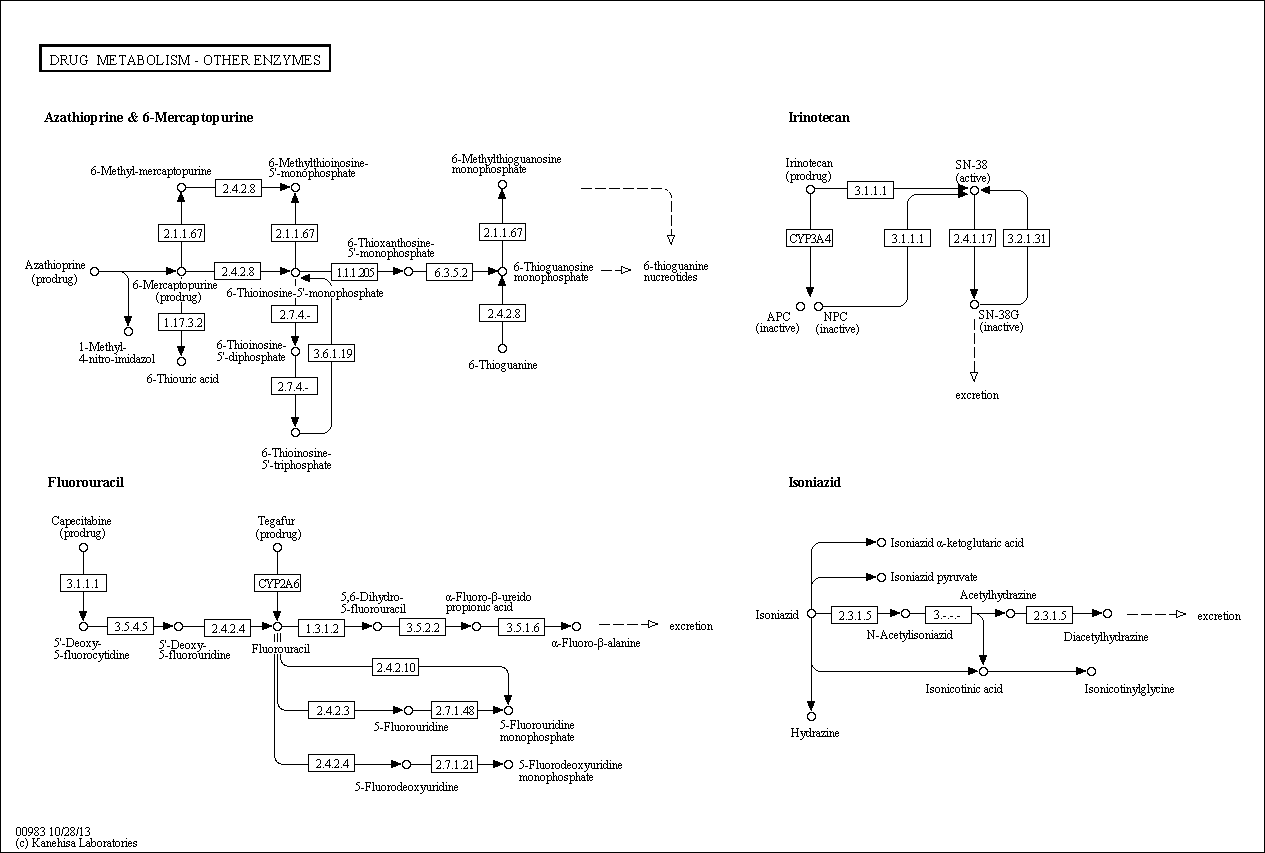 DRUG METABOLISM - OTHER ENZYMES
Azathioprine & 6-Mercaptopurine
6-Methyl-mercaptopurine
6-Methylthioinosine-
5'-monophosphate
6-Methylthioguanosine
monophosphate
2.4.2.8
2.1.1.67
2.1.1.67
2.1.1.67
6-Thioxanthosine-
5'-monophosphate
Azathioprine
(prodrug)
2.4.2.8
1.1.1.205
6.3.5.2
6-Thioguanosine
monophosphate
6-thioguanine
nucreotides
6-Mercaptopurine
(prodrug)
6-Thioinosine-5'-monophosphate
1.17.3.2
2.7.4.-
2.4.2.8
1-Methyl-
4-nitro-imidazol
6-Thioinosine-
5'-diphosphate
3.6.1.19
6-Thioguanine
6-Thiouric acid
2.7.4.-
6-Thioinosine-
5'-triphosphate
Irinotecan
Irinotecan
(prodrug)
SN-38
(active)
3.1.1.1
CYP3A4
3.1.1.1
2.4.1.17
3.2.1.31
APC
(inactive)
NPC
(inactive)
SN-38G
(inactive)
excretion
Fluorouracil
Capecitabine
(prodrug)
Tegafur
(prodrug)
3.1.1.1
CYP2A6
5,6-Dihydro-
5-fluorouracil
α-Fluoro-β-ureido
propionic acid
3.5.4.5
2.4.2.4
1.3.1.2
3.5.2.2
3.5.1.6
excretion
5'-Deoxy-
5-fluorocytidine
5'-Deoxy-
5-fluorouridine
Fluorouracil
α-Fluoro-β-alanine
2.4.2.10
2.4.2.3
2.7.1.48
5-Fluorouridine
5-Fluorouridine
monophosphate
2.4.2.4
2.7.1.21
5-Fluorodeoxyuridine
5-Fluorodeoxyuridine
monophosphate
Isoniazid
Isoniazid α-ketoglutaric acid
Isoniazid pyruvate
Acetylhydrazine
Isoniazid
2.3.1.5
3.-.-.-
2.3.1.5
excretion
N-Acetylisoniazid
Diacetylhydrazine
Isonicotinic acid
Isonicotinylglycine
Hydrazine
00983 10/28/13
(c) Kanehisa Laboratories